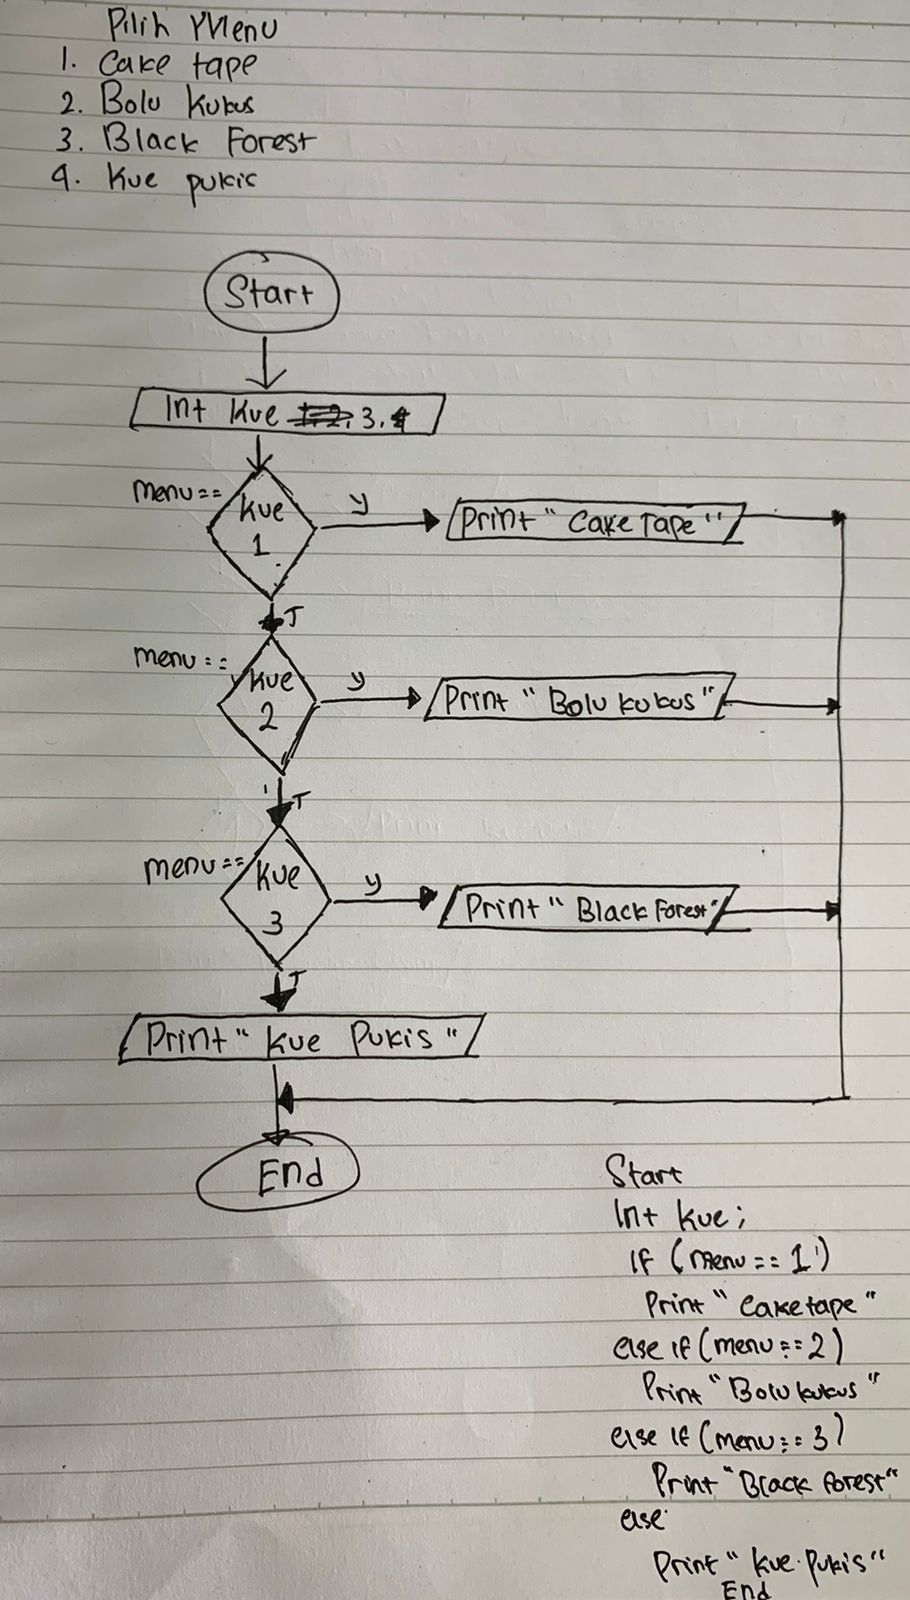 Pilih Menu
1. Cake tape
2. Bolu Kukus
3. Black Forest
4. Kue pukis
Start
Int Kue 3.4
menu==
Kue
1
y
Print " Cake Tape "
T
menu ==
Kue
2
y
Print " Bolu kukus "
T
menu ==
Kue
3
y
Print " Black Forest "
T
Print " Kue Pukis "
End
Start
Int Kue;
If (menu == 1)
Print " Cake tape "
else if (menu == 2)
Print " Bolu kukus "
else if (menu == 3)
Print " Black forest "
else
Print " kue pukis "
End